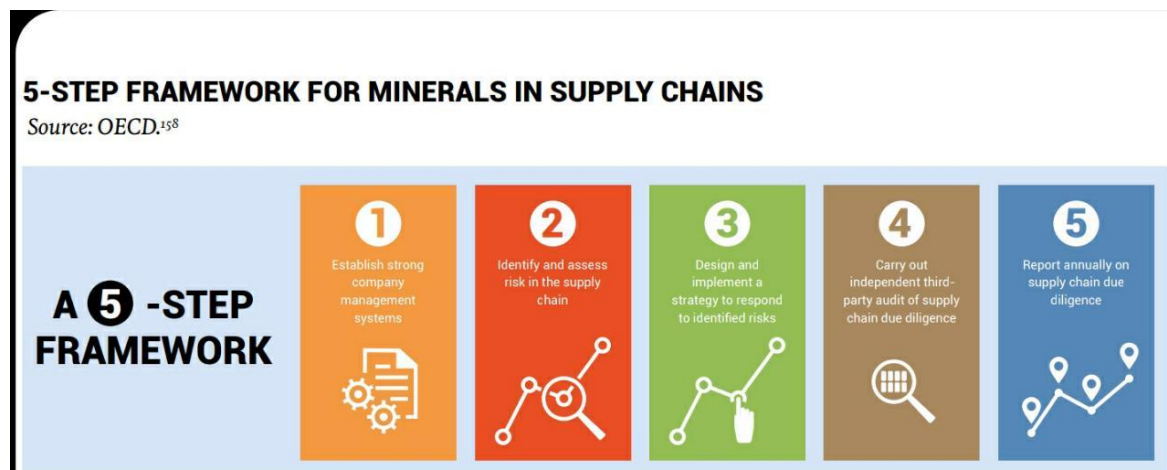 5-STEP FRAMEWORK FOR MINERALS IN SUPPLY CHAINS
Source: OECD.158
A 5 -STEP
FRAMEWORK
1
Establish strong
company
management
systems
2
Identify and assess
risk in the supply
chain
3
Design and
implement a
strategy to respond
to identified risks
4
Carry out
independent third-
party audit of supply
chain due diligence
5
Report annually on
supply chain due
diligence